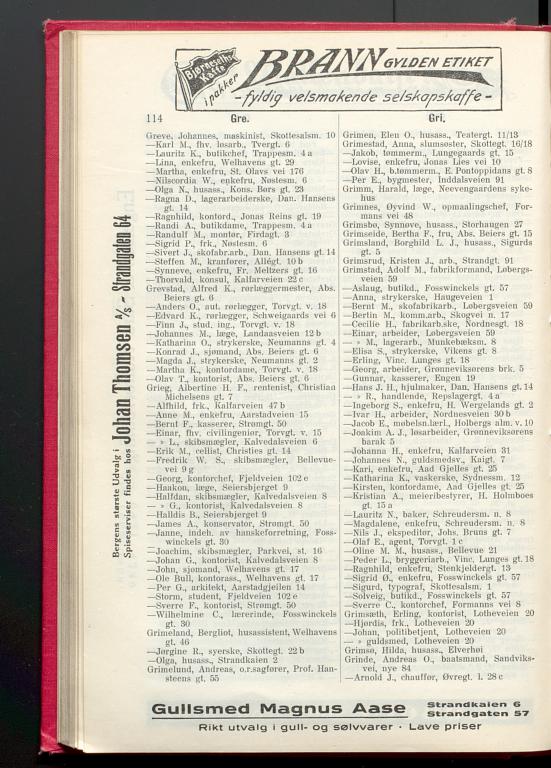 Bjørneseths
Kaffe
i pakker
BRANN GYLDEN ETIKET
-fyldig velsmakende selskapskaffe-
114
Gre.
Gri.
Greve, Johannes, maskinist, Skottesalsm. 10
—Karl M., fhv. losarb., Tvergt. 6
—Lauritz K., butikchef, Trappesm. 4 a
—Lina, enkefru, Welhavens gt. 29
—Martha, enkefru, St. Olavs vei 176
—Nilscordia W., enkefru, Nøstesm. 6
—Olga N., husass., Kons. Børs gt. 23
—Ragna D., lagerarbeiderske, Dan. Hansens
gt. 14
—Ragnhild, kontord., Jonas Reins gt. 19
—Randi A., butikdame, Trappesm. 4 a
—Randulf M., montør, Firdagt. 3
—Sigrid P., frk., Nøstesm. 6
—Sivert J., skofabr.arb., Dan. Hansens gt. 14
—Steffen M., kranfører, Allégt. 10 b
—Synneve, enkefru, Fr. Meltzers gt. 16
—Thorvald, konsul, Kalfarveien 22 c
Grevstad, Alfred K., rørlæggermester, Abs.
Beiers gt. 6
—Anders O., aut. rørlægger, Torvgt. v. 18
—Edvard K., rørlægger, Schweigaards vei 6
—Finn J., stud. ing., Torvgt. v. 18
—Johannes M., læge, Landaasveien 12 b
—Katharina O., strykerske, Neumanns gt. 4
—Konrad J., sjømand, Abs. Beiers gt. 6
—Magda J., strykerske, Neumanns gt. 2
—Martha K., kontordame, Torvgt. v. 18
—Olav T., kontorist, Abs. Beiers gt. 6
Grieg, Albertine H. F., rentenist, Christian
Michelsens gt. 7
—Alfhild, frk., Kalfarveien 47 b
—Anne M., enkefru, Aarstadveien 15
—Bernt F., kasserer, Strømgt. 50
—Einar, fhv. civilingeniør, Torvgt. v. 15
— » L., skibsmægler, Kalvedalsveien 6
—Erik M., cellist, Christies gt. 14
—Fredrik W. S., skibsmægler, Bellevue-
vei 9 g
—Georg, kontorchef, Fjeldveien 102 e
—Haakon, læge, Seiersbjerget 9
—Halfdan, skibsmægler, Kalvedalsveien 8
— » G., kontorist, Kalvedalsveien 8
—Halldis B., Seiersbjerget 9
—James A., konservator, Strømgt. 50
—Janne, indeh. av hanskeforretning, Foss-
winckels gt. 30
—Joachim, skibsmægler, Parkvei, st. 16
—Johan G., kontorist, Kalvedalsveien 8
—John, sjømand, Welhavens gt. 17
—Ole Bull, kontorass., Welhavens gt. 17
—Per G., arkitekt, Aarstadgjeilen 14
—Storm, student, Fjeldveien 102 e
—Sverre F., kontorist, Strømgt. 50
—Wilhelmine C., lærerinde, Fosswinckels
gt. 30
Grimeland, Bergliot, husassistent, Welhavens
gt. 46
—Jørgine R., syerske, Skottegt. 22 b
—Olga, husass., Strandkaien 2
Grimelund, Andreas, o.r.sagfører, Prof. Han-
steens gt. 55
Grimen, Elen O., husass., Teatergt. 11/13
Grimestad, Anna, slumsøster, Skottegt. 16/18
—Jakob, tømmerm., Lungegaards gt. 15
—Lovise, enkefru, Jonas Lies vei 10
—Olav H., b.tømmerm., E. Pontoppidans gt. 8
—Per E., bygmester, Inddalsveien 91
Grimm, Harald, læge, Neevengaardens syke-
hus
Grimnes, Øyvind W., opmaalingschef, For-
mans vei 48
Grimsbø, Synnøve, husass., Storhaugen 27
Grimseide, Bertha F., fru, Abs. Beiers gt. 15
Grimsland, Borghild L. J., husass., Sigurds
gt. 5
Grimsrud, Kristen J., arb., Strandgt. 91
Grimstad, Adolf M., fabrikformand, Løbergs-
veien 59
—Aslaug, butikd., Fosswinckels gt. 57
—Anna, strykerske, Haugeveien 1
—Bernt M., skofabrikarb., Løbergsveien 59
—Bertin M., komm.arb., Skogvei n. 17
—Cecilie H., fabrikarb.ske, Nordnesgt. 18
—Einar, arbeider, Løbergsveien 59
— » M., lagerarb., Munkebæksm. 8
—Elisa S., strykerske, Vikens gt. 8
—Erling, Vinc. Lunges gt. 18
—Georg, arbeider, Grønneviksørens brk. 5
—Gunnar, kasserer, Engen 19
—Hans J. H., hjulmaker, Dan. Hansens gt. 14
— » R., handlende, Repslagergt. 4 a
—Ingeborg S., enkefru, H. Wergelands gt. 2
—Ivar H., arbeider, Nordnesveien 30 b
—Jacob E., møbelsn.lærl., Holbergs alm. v. 10
—Joakim A. J., løsarbeider, Grønneviksørens
barak 5
—Johanna H., enkefru, Kalfarveien 31
—Johannes N., guldsmedsv., Kaigt. 7
—Kari, enkefru, Aad Gjelles gt. 25
—Katharina K., vaskerske, Sydnessm. 12
—Kirsten, kontordame, Aad Gjelles gt. 25
—Kristian A., meieribestyrer, H. Holmboes
gt. 15 a
—Lauritz N., baker, Schreudersm. n. 8
—Magdalene, enkefru, Schreudersm. n. 8
—Nils J., ekspeditør, Johs. Bruns gt. 7
—Olaf E., agent, Torvgt. 1 c
—Oline M. M., husass., Bellevue 21
—Peder L., bryggeriarb., Vinc. Lunges gt. 18
—Ragnhild, enkefru, Stenkjeldergt. 13
—Sigrid Ø., enkefru, Fosswinckels gt. 57
—Sigurd, typograf, Skottesalsm. 1
—Solveig, butikd., Fosswinckels gt. 57
—Sverre C., kontorchef, Formanns vei 8
Grimsæth, Erling, kontorist, Lotheveien 20
—Hjørdis, frk., Lotheveien 20
—Johan, politibetjent, Lotheveien 20
— » guldsmed, Lotheveien 20
Grimsø, Hilda, husass., Elverhøi
Grinde, Andreas O., baatsmand, Sandviks-
vei, nye 84
—Arnold J., chauffør, Øvregt. l. 28 c
Bergens største Udvalg i
Spiseserviser findes hos Johan Thomsen A/S - Strandgaten 64
Gullsmed Magnus Aase
Strandkaien 6
Strandgaten 57
Rikt utvalg i gull- og sølvvarer · Lave priser